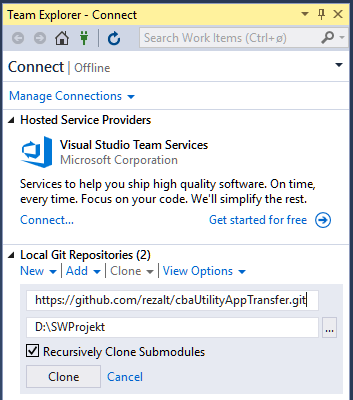 Team Explorer - Connect
Search Work Items (Ctrl+ø)
Connect | Offline
Manage Connections
Hosted Service Providers
Visual Studio Team Services
Microsoft Corporation
Services to help you ship high quality software. On time,
every time. Focus on your code. We'll simplify the rest.
Connect... Get started for free
Local Git Repositories (2)
New | Add | Clone | View Options
https://github.com/rezalt/cbaUtilityAppTransfer.git
D:\SWProjekt ...
Recursively Clone Submodules
Clone Cancel